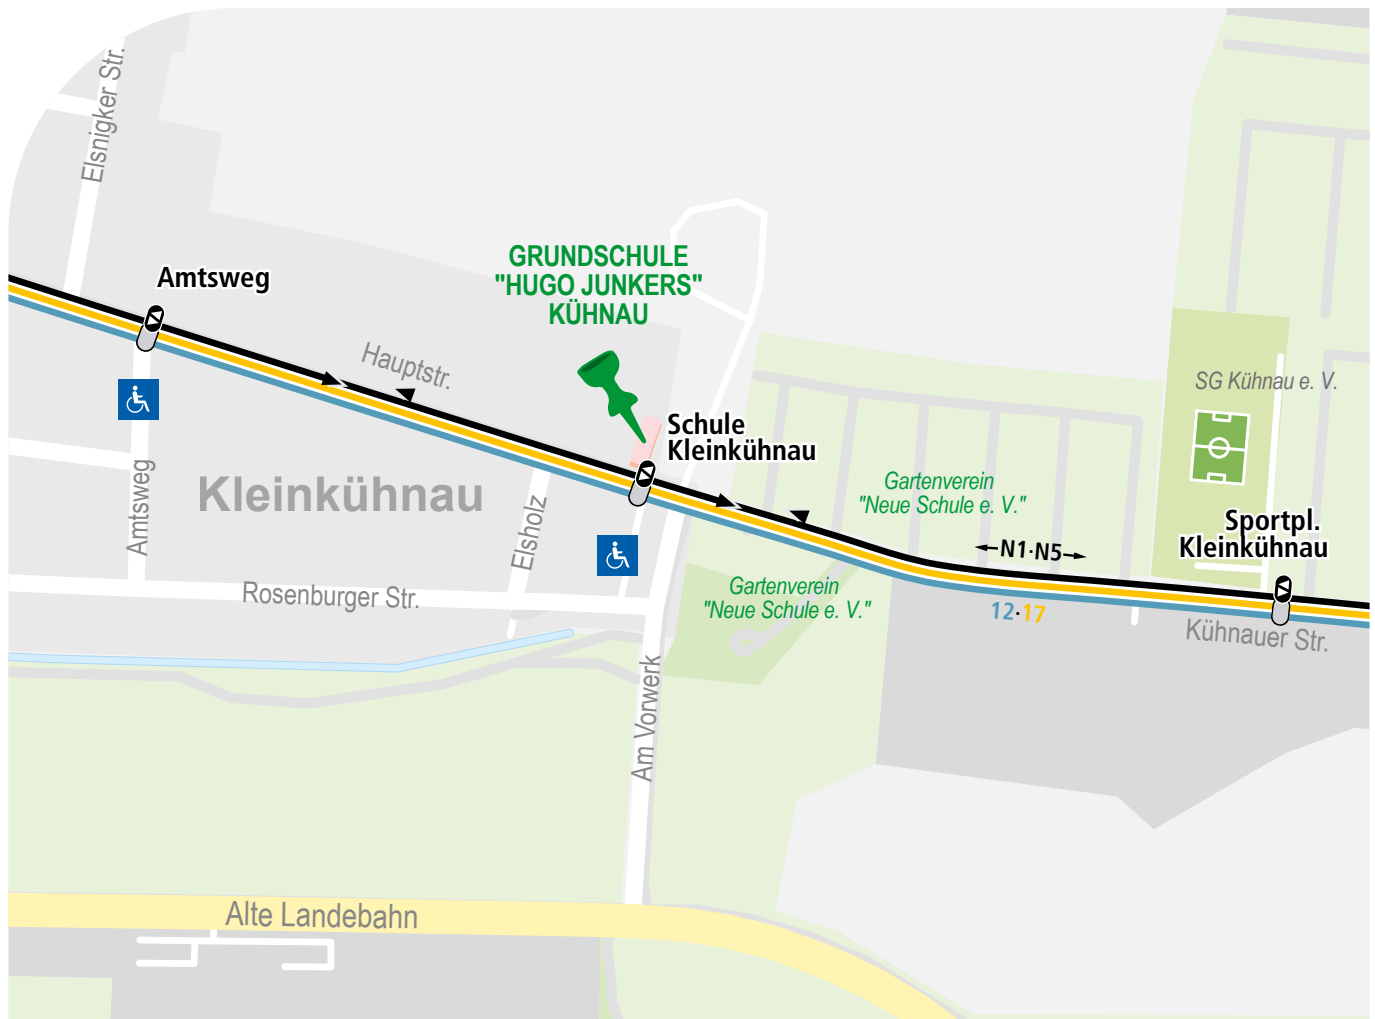 Elsnigker Str.
Amtsweg
GRUNDSCHULE
"HUGO JUNKERS"
KÜHNAU
Hauptstr.
SG Kühnau e. V.
Schule
Kleinkühnau
Kleinkühnau
Amtsweg
Elsholz
Gartenverein
"Neue Schule e. V."
Sportpl.
Kleinkühnau
N1·N5
12·17
Gartenverein
"Neue Schule e. V."
Rosenburger Str.
Kühnauer Str.
Am Vorwerk
Alte Landebahn